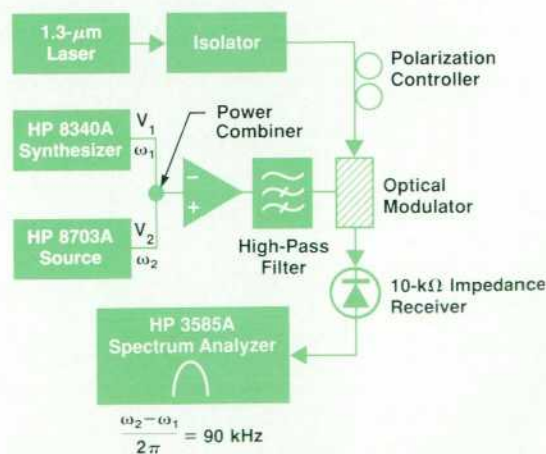 1.3-μm
Laser
Isolator
Polarization
Controller
HP 8340A
Synthesizer
V1
ω1
Power
Combiner
−
+
HP 8703A
Source
V2
ω2
High-Pass
Filter
Optical
Modulator
10-kΩ Impedance
Receiver
HP 3585A
Spectrum Analyzer
ω2−ω1
2π
= 90 kHz